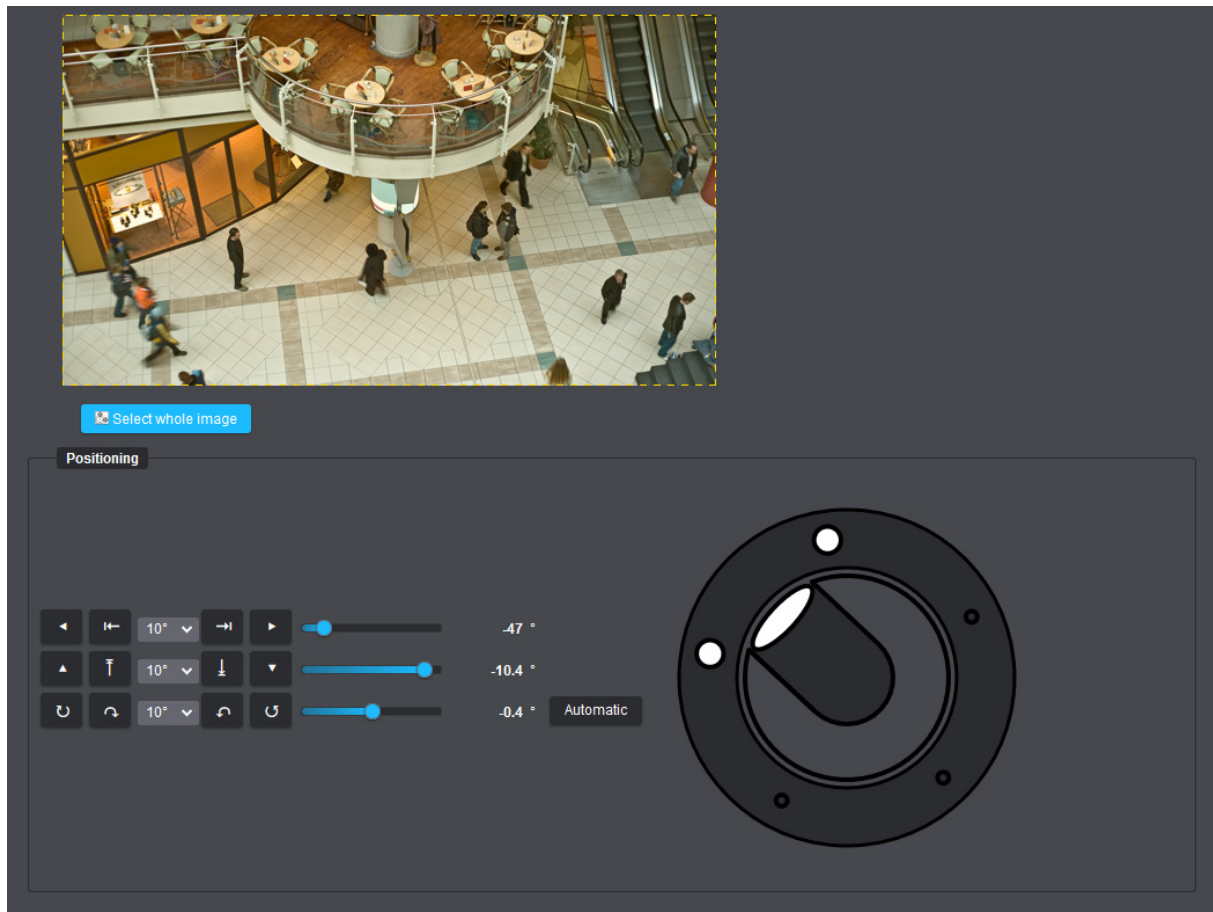 Select whole image
Positioning
10° -47 °
10° -10.4 °
10° -0.4 ° Automatic